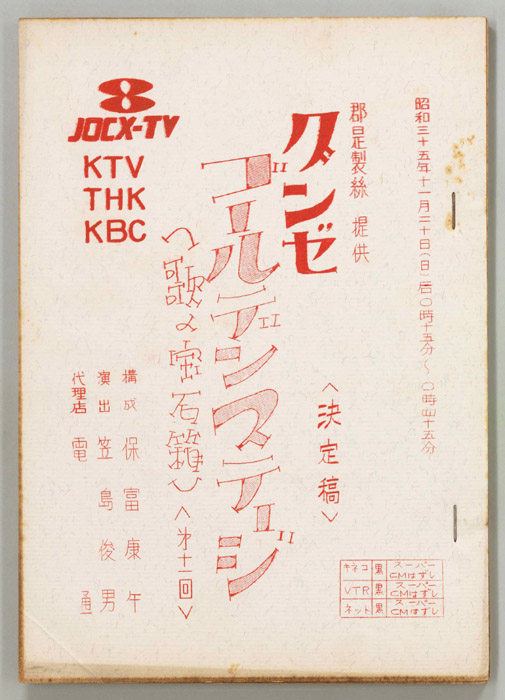 昭和三十五年十一月二十日(日)后〇時十五分〜〇時四十五分
郡是製絲 提供
グンゼ
ゴールデンステージ
〈歌の宝石籠〉
〈第十一回〉
〈決定稿〉
8
JOCX-TV
KTV
THK
KBC
構成 保富康午
演出 笠島俊男
代理店 電通
キネコ 黒 スーパー CMはずし
VTR 黒 スーパー CMはずし
ネット 黒 スーパー CMはずし